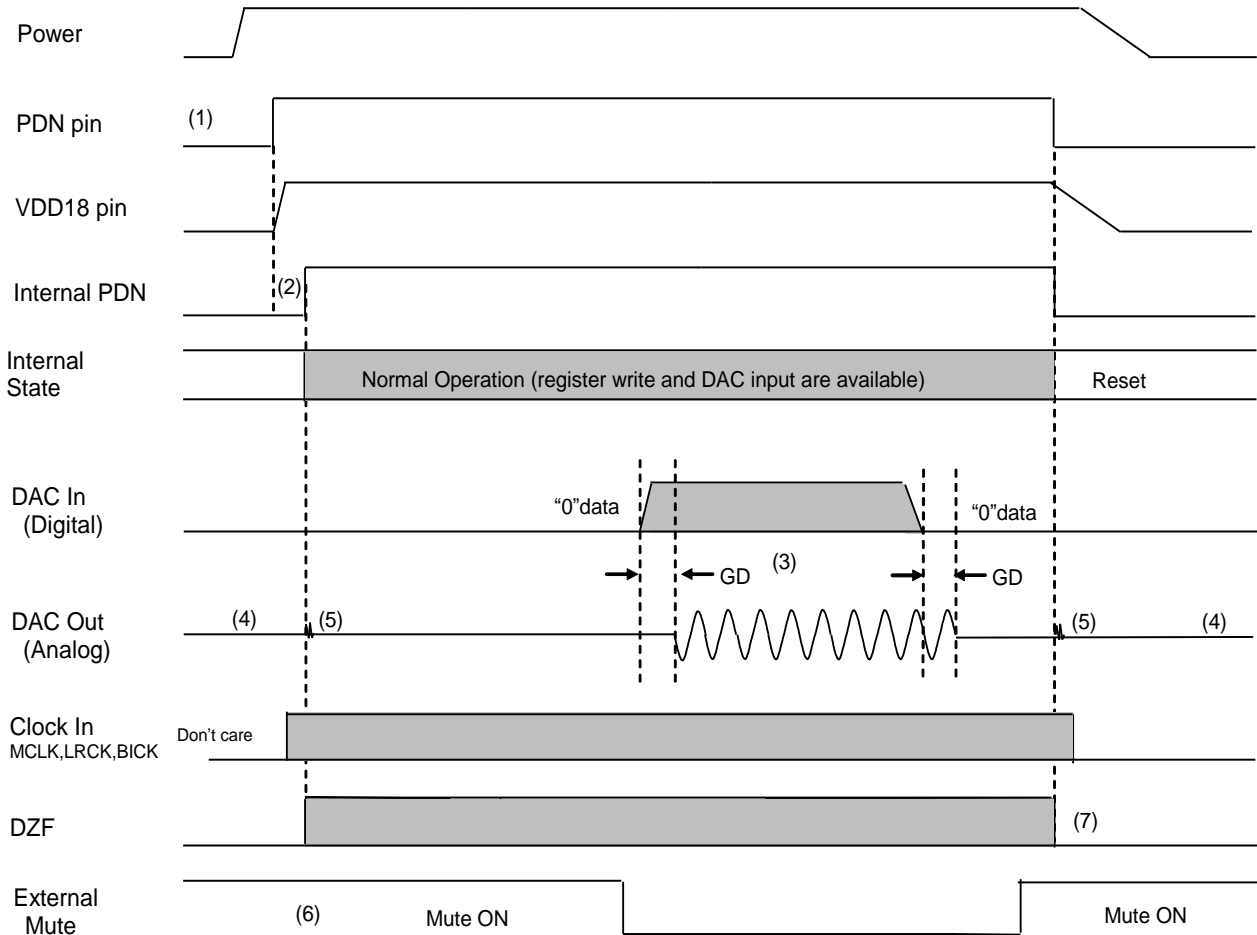 Power
PDN pin
(1)
VDD18 pin
Internal PDN
(2)
Internal
State
Normal Operation (register write and DAC input are available)
Reset
DAC In
(Digital)
“0”data
“0”data
(3)
GD
GD
DAC Out
(Analog)
(4)
(5)
(5)
(4)
Clock In
MCLK,LRCK,BICK
Don’t care
DZF
(7)
External
Mute
(6)
Mute ON
Mute ON